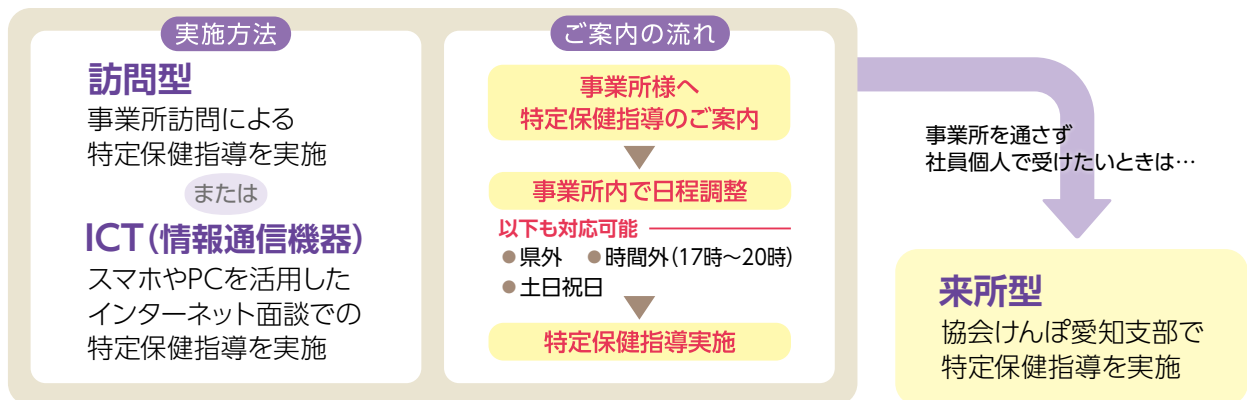 実施方法
訪問型
事業所訪問による
特定保健指導を実施
または
ICT(情報通信機器)
スマホやPCを活用した
インターネット面談での
特定保健指導を実施
ご案内の流れ
事業所様へ
特定保健指導のご案内
事業所内で日程調整
以下も対応可能
●県外 ●時間外(17時〜20時)
●土日祝日
特定保健指導実施
事業所を通さず
社員個人で受けたいときは…
来所型
協会けんぽ愛知支部で
特定保健指導を実施